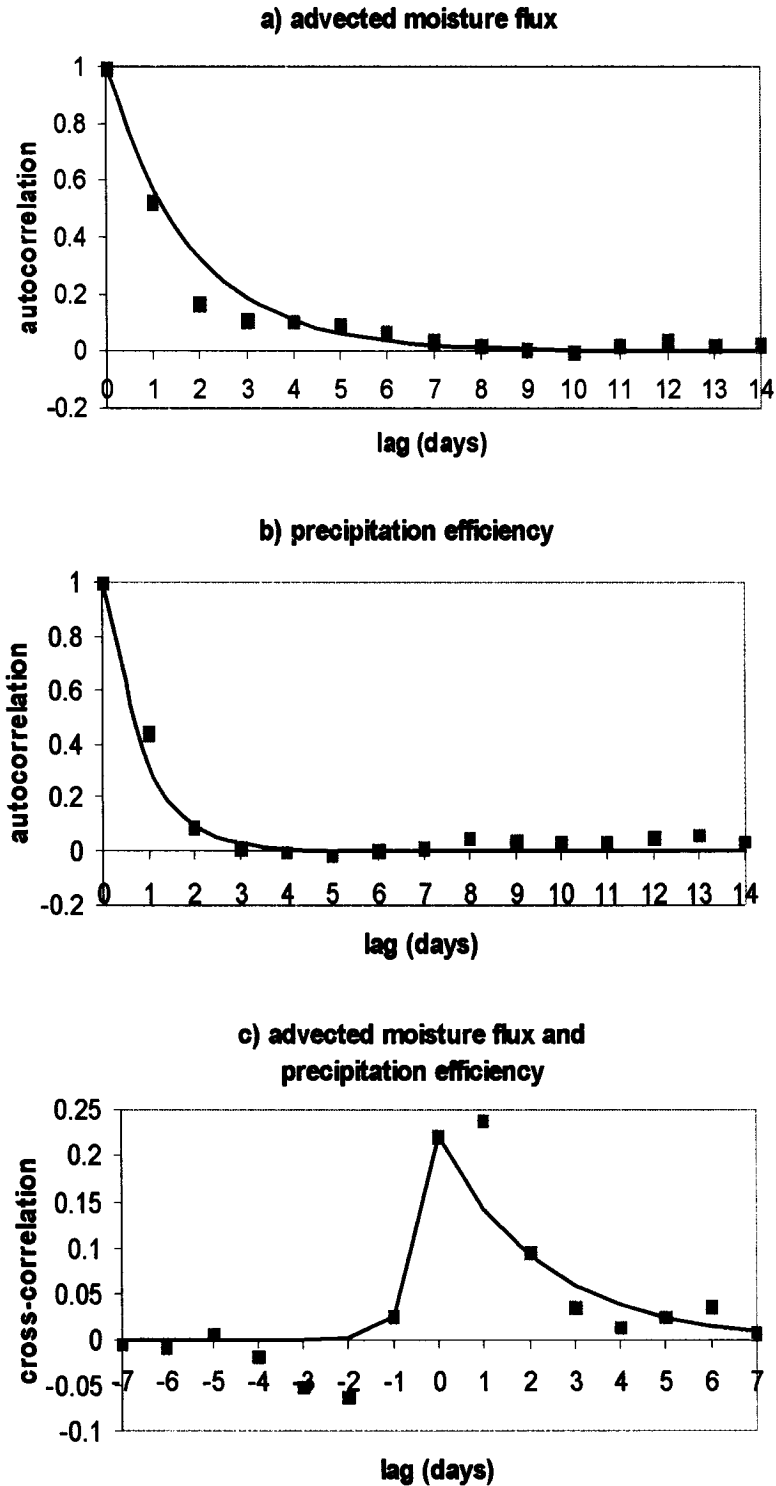 a) advected moisture flux
1
0.8
0.6
0.4
0.2
0
-0.2
autocorrelation
0 1 2 3 4 5 6 7 8 9 10 11 12 13 14
lag (days)
b) precipitation efficiency
1
0.8
0.6
0.4
0.2
0
-0.2
autocorrelation
0 1 2 3 4 5 6 7 8 9 10 11 12 13 14
lag (days)
c) advected moisture flux and
precipitation efficiency
0.25
0.2
0.15
0.1
0.05
0
-0.05
-0.1
cross-correlation
-7 -6 -5 -4 -3 -2 -1 0 1 2 3 4 5 6 7
lag (days)